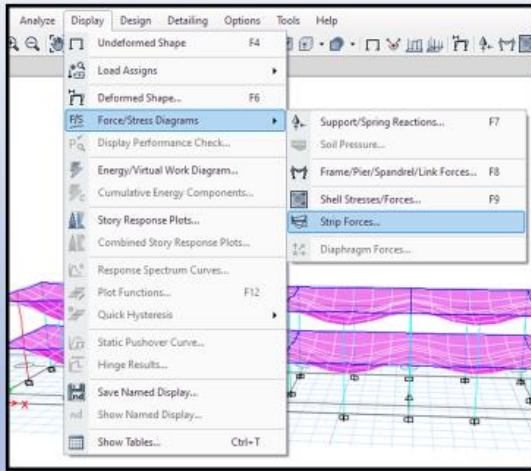 Analyze Display Design Detailing Options Tools Help
Undeformed Shape F4
Load Assigns
Deformed Shape... F6
F/S Force/Stress Diagrams
Display Performance Check...
Energy/Virtual Work Diagram...
Cumulative Energy Components...
Story Response Plots...
Combined Story Response Plots...
Response Spectrum Curves...
Plot Functions... F12
Quick Hysteresis
Static Pushover Curve...
Hinge Results...
nd Save Named Display...
nd Show Named Display...
Show Tables... Ctrl+T
Support/Spring Reactions... F7
Soil Pressure...
Frame/Pier/Spandrel/Link Forces... F8
Shell Stresses/Forces... F9
Strip Forces...
Diaphragm Forces...
X